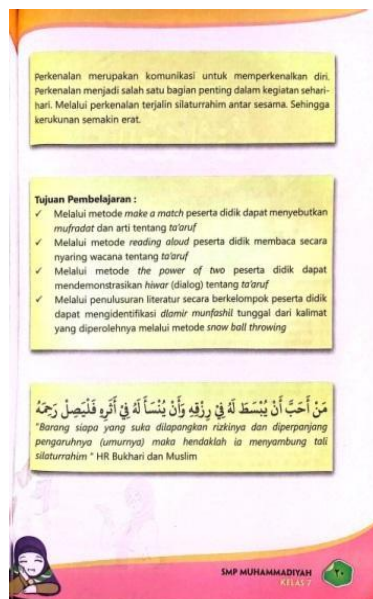 Perkenalan merupakan komunikasi untuk memperkenalkan diri.
Perkenalan menjadi salah satu bagian penting dalam kegiatan sehari-
hari. Melalui perkenalan terjalin silaturrahim antar sesama. Sehingga
kerukunan semakin erat.
Tujuan Pembelajaran :
✓ Melalui metode make a match peserta didik dapat menyebutkan
mufradat dan arti tentang ta'aruf
✓ Melalui metode reading aloud peserta didik membaca secara
nyaring wacana tentang ta'aruf
✓ Melalui metode the power of two peserta didik dapat
mendemonstrasikan hiwar (dialog) tentang ta'aruf
✓ Melalui penulusuran literatur secara berkelompok peserta didik
dapat mengidentifikasi dlamir munfashil tunggal dari kalimat
yang diperolehnya melalui metode snow ball throwing
مَنْ أَحَبَّ أَنْ يُبْسَطَ لَهُ فِيْ رِزْقِهِ وَأَنْ يُنْسَأَ لَهُ فِيْ أَثَرِهِ فَلْيَصِلْ رَحِمَهُ
"Barang siapa yang suka dilapangkan rizkinya dan diperpanjang
pengaruhnya (umurnya) maka hendaklah ia menyambung tali
silaturrahim " HR Bukhari dan Muslim
SMP MUHAMMADIYAH
KELAS 7
٢٠